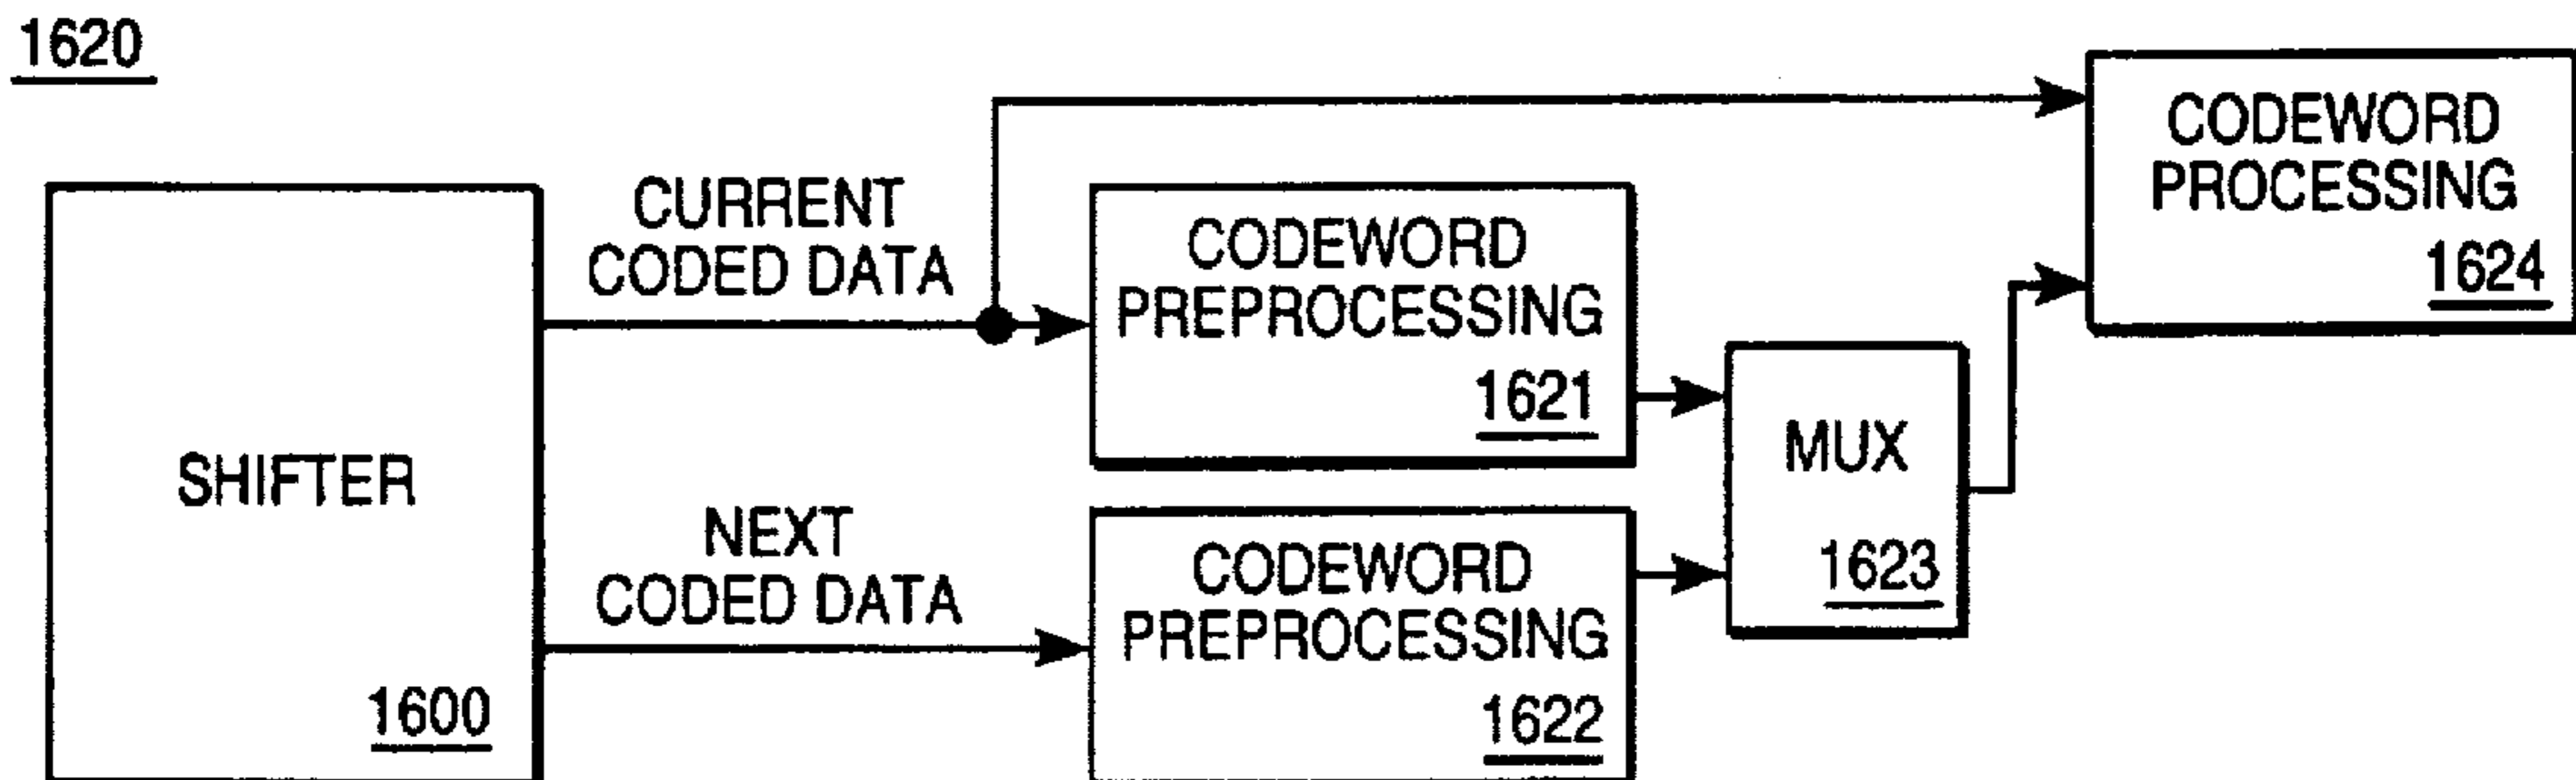 1620
CURRENT
CODED DATA
CODEWORD
PREPROCESSING
1621
CODEWORD
PROCESSING
1624
SHIFTER
1600
NEXT
CODED DATA
CODEWORD
PREPROCESSING
1622
MUX
1623